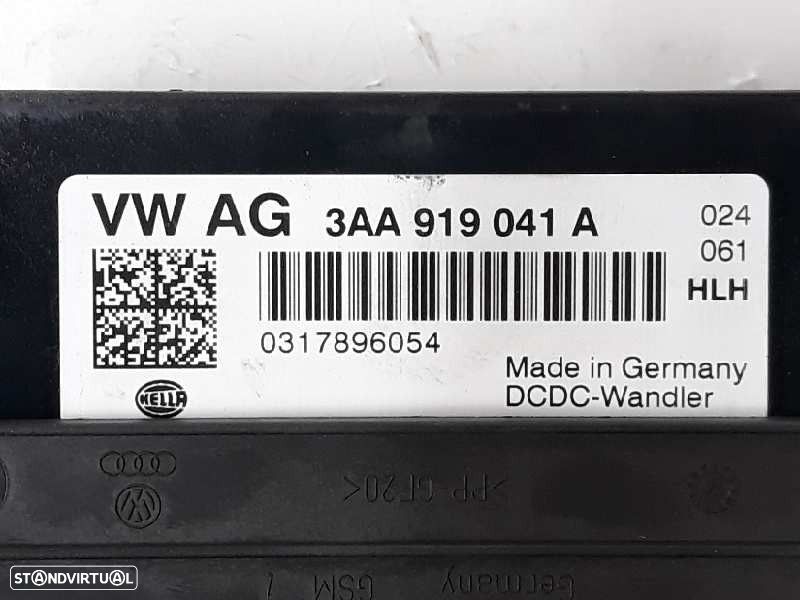 VW AG 3AA 919 041 A
024
061
HLH
0317896054
Made in Germany
DCDC-Wandler
HELLA
>PP-GF20<
Germany
GSM
STANDVIRTUAL